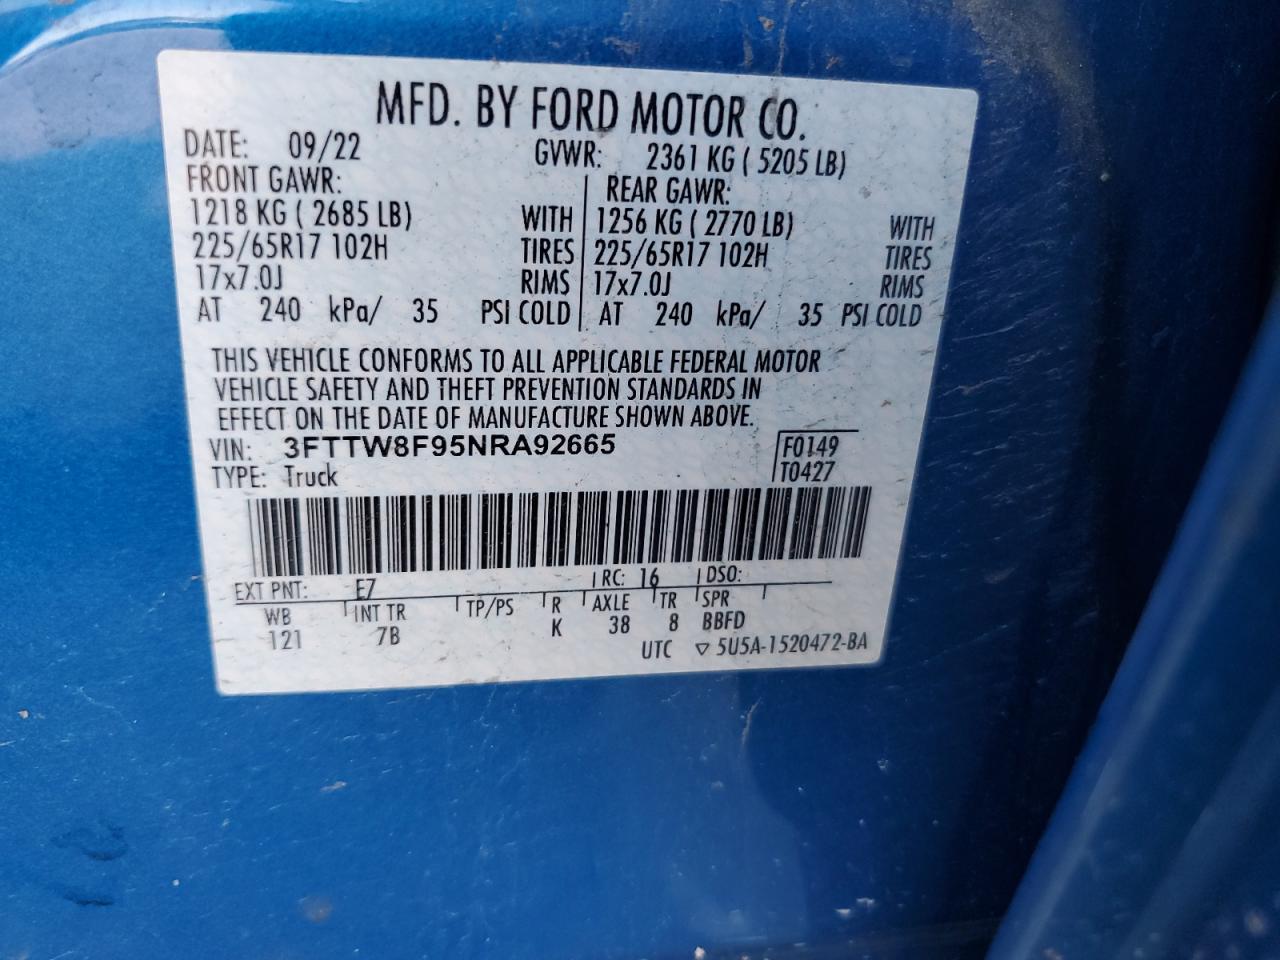 MFD. BY FORD MOTOR CO.
DATE: 09/22 GVWR: 2361 KG ( 5205 LB)
FRONT GAWR: REAR GAWR:
1218 KG ( 2685 LB) WITH 1256 KG ( 2770 LB) WITH
225/65R17 102H TIRES 225/65R17 102H TIRES
17x7.0J RIMS 17x7.0J RIMS
AT 240 kPa/ 35 PSI COLD AT 240 kPa/ 35 PSI COLD
THIS VEHICLE CONFORMS TO ALL APPLICABLE FEDERAL MOTOR
VEHICLE SAFETY AND THEFT PREVENTION STANDARDS IN
EFFECT ON THE DATE OF MANUFACTURE SHOWN ABOVE.
VIN: 3FTTW8F95NRA92665 F0149
TYPE: Truck T0427
EXT PNT: E7 RC: 16 DSO:
WB INT TR TP/PS R AXLE TR SPR
121 7B K 38 8 BBFD
UTC ▽ 5U5A-1520472-BA